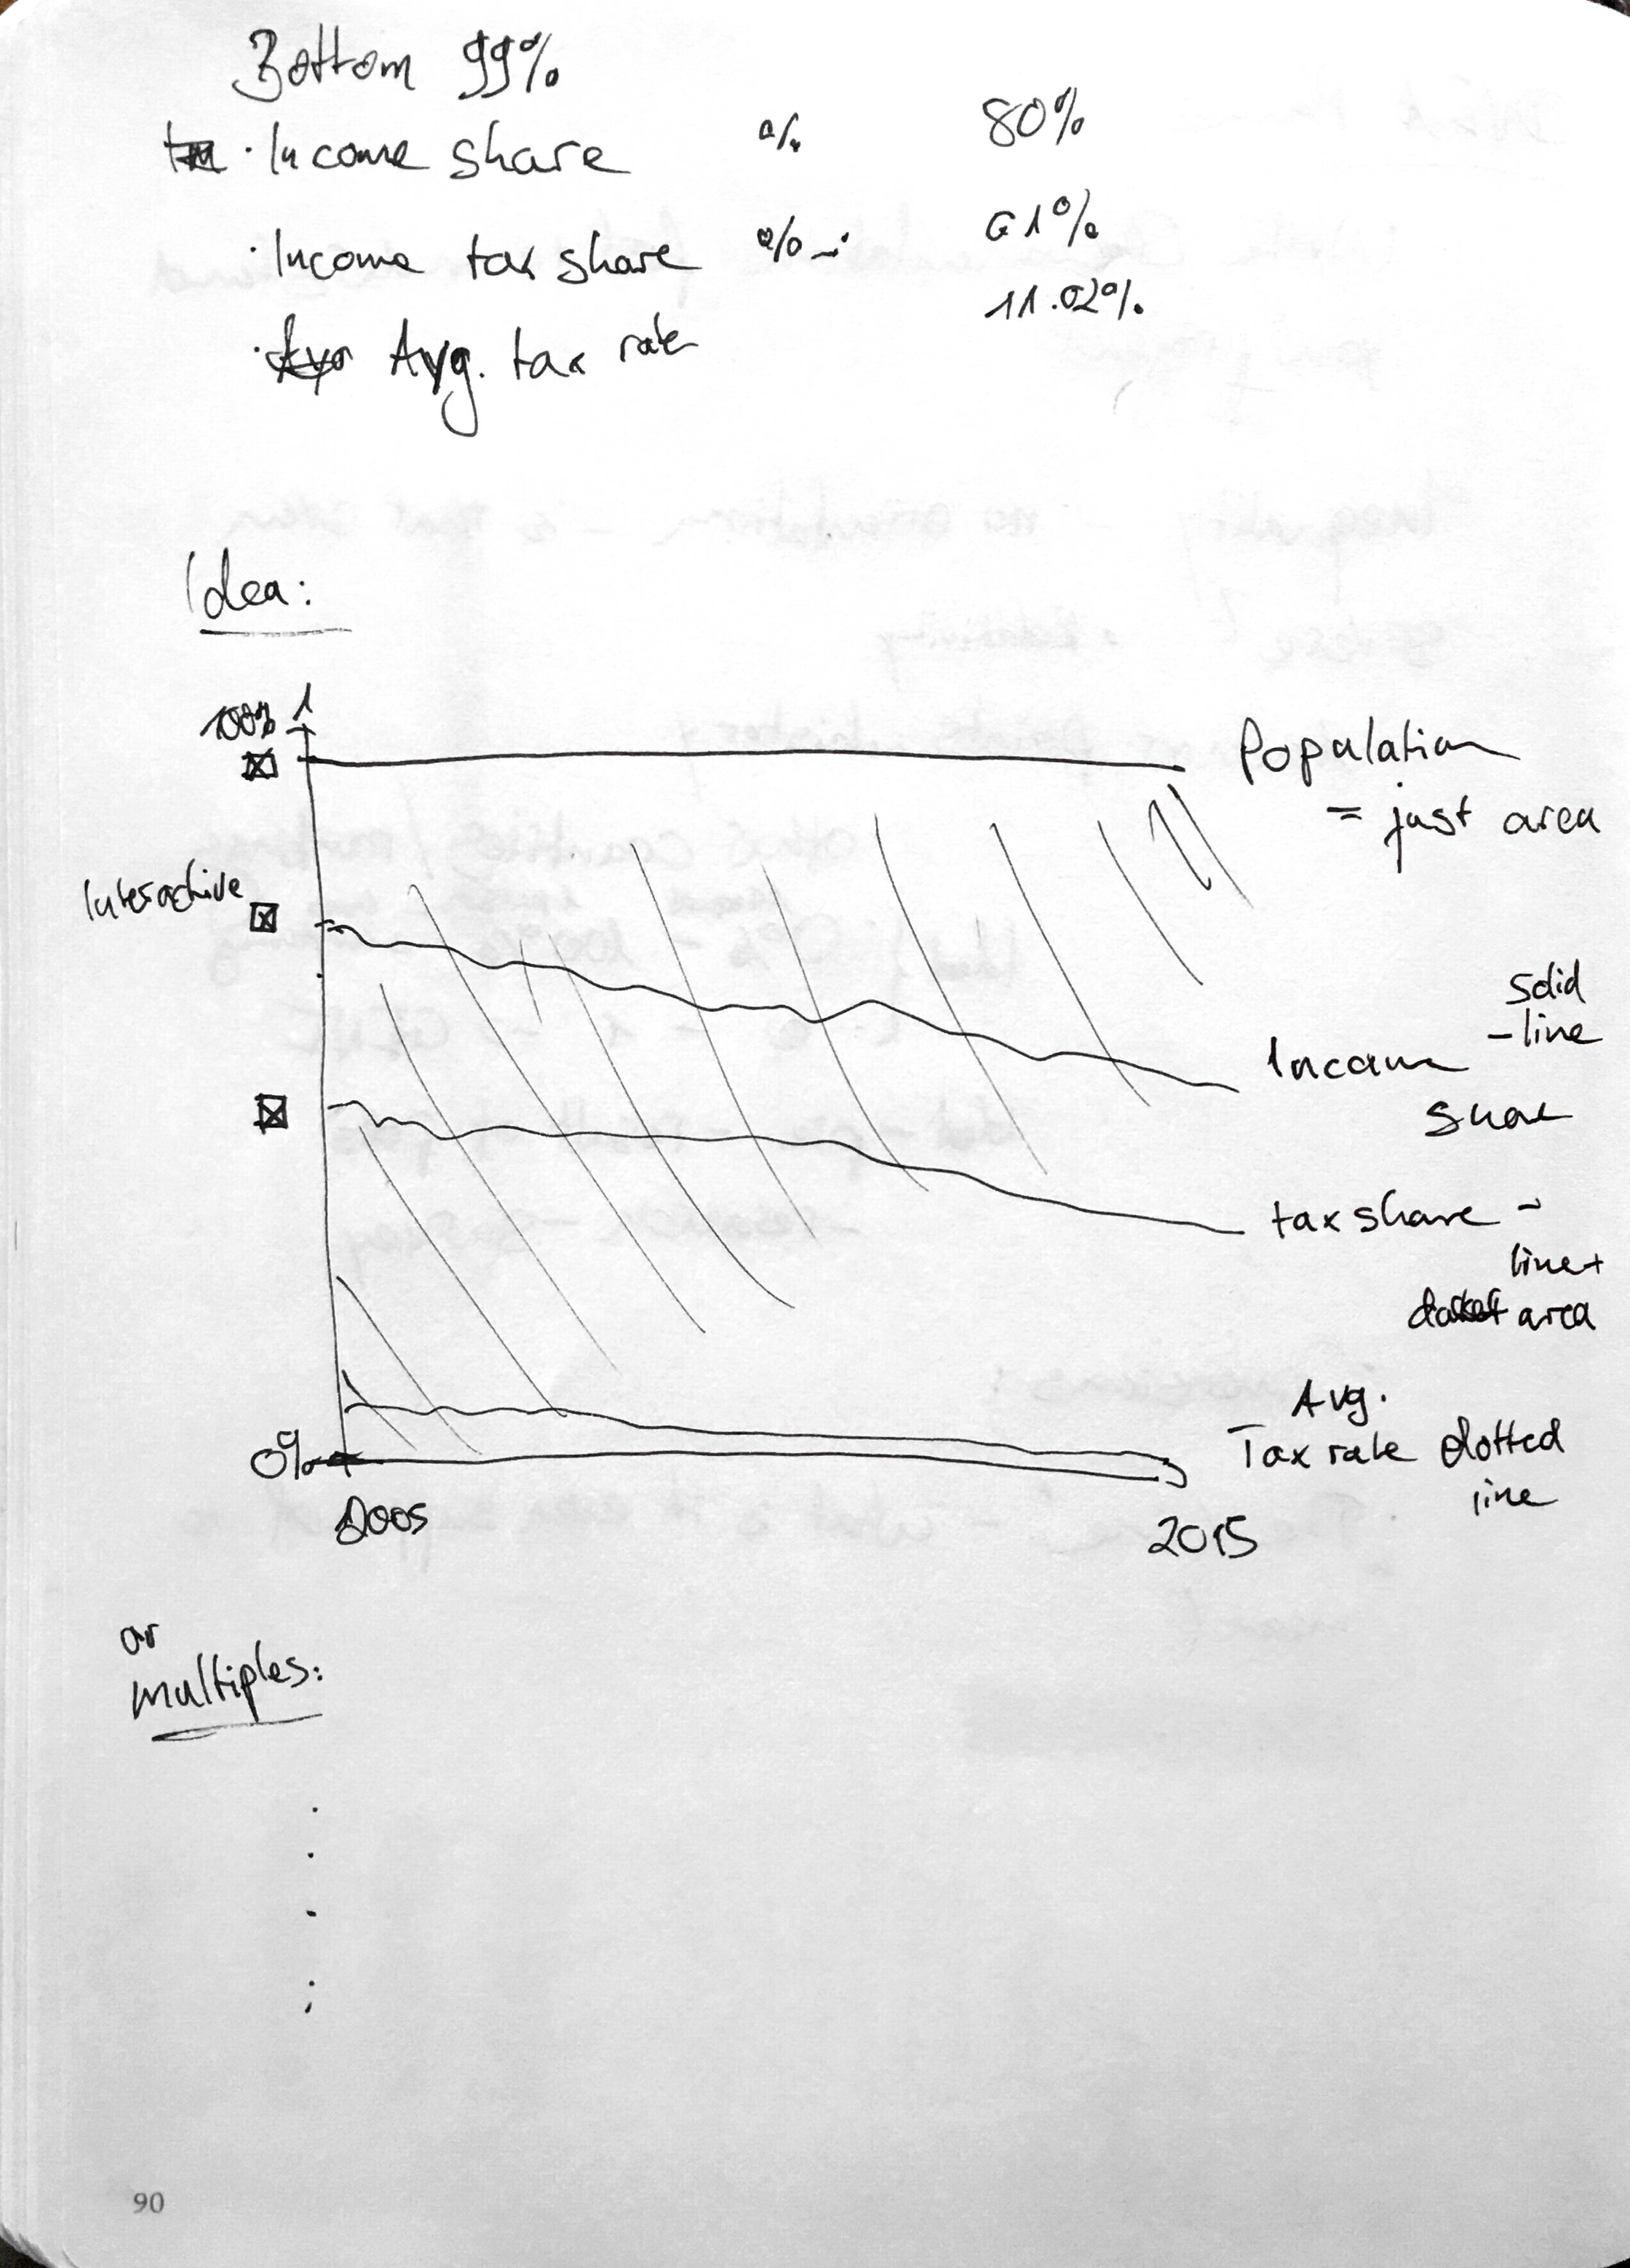 Bottom 99%
· Income share % 80%
· Income tax share % 61%
· Avg. tax rate 11.02%
Idea:
100% 1
Population
= just area
Interactive
solid
- line
Income
share
tax share -
line +
area
Avg.
Tax rate dotted
line
0%
2005
2015
or
multiples:
90